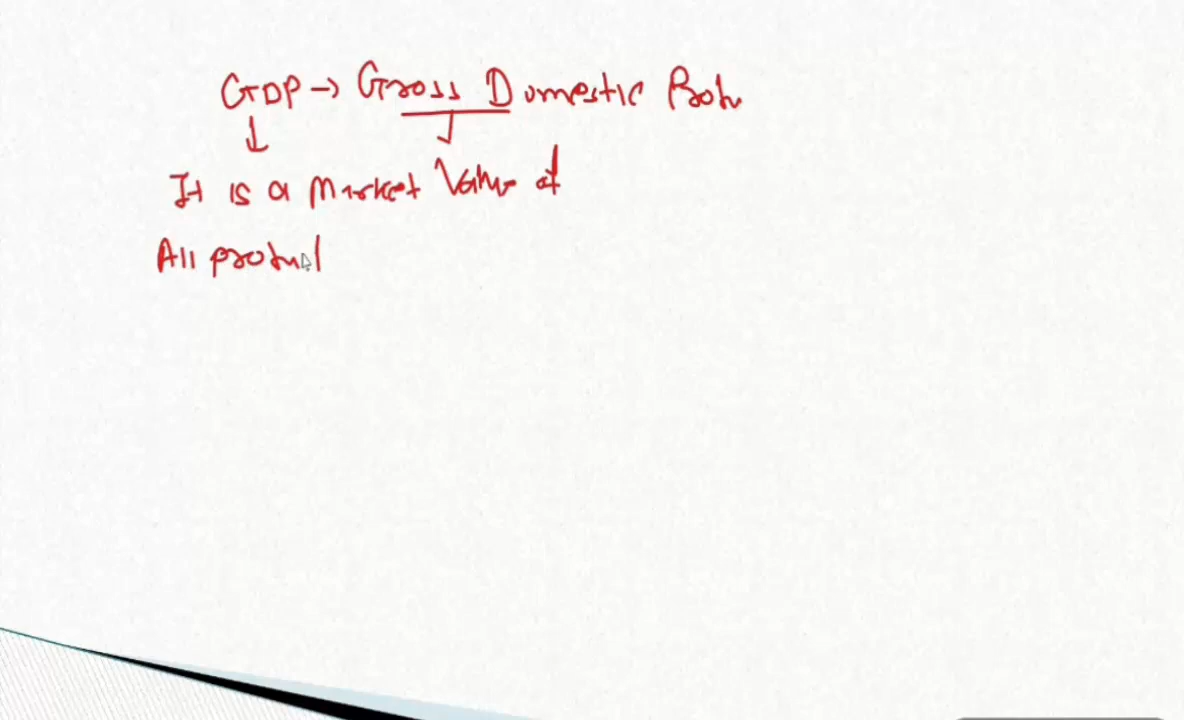 GDP → Gross Domestic
It is a Market Value of
All